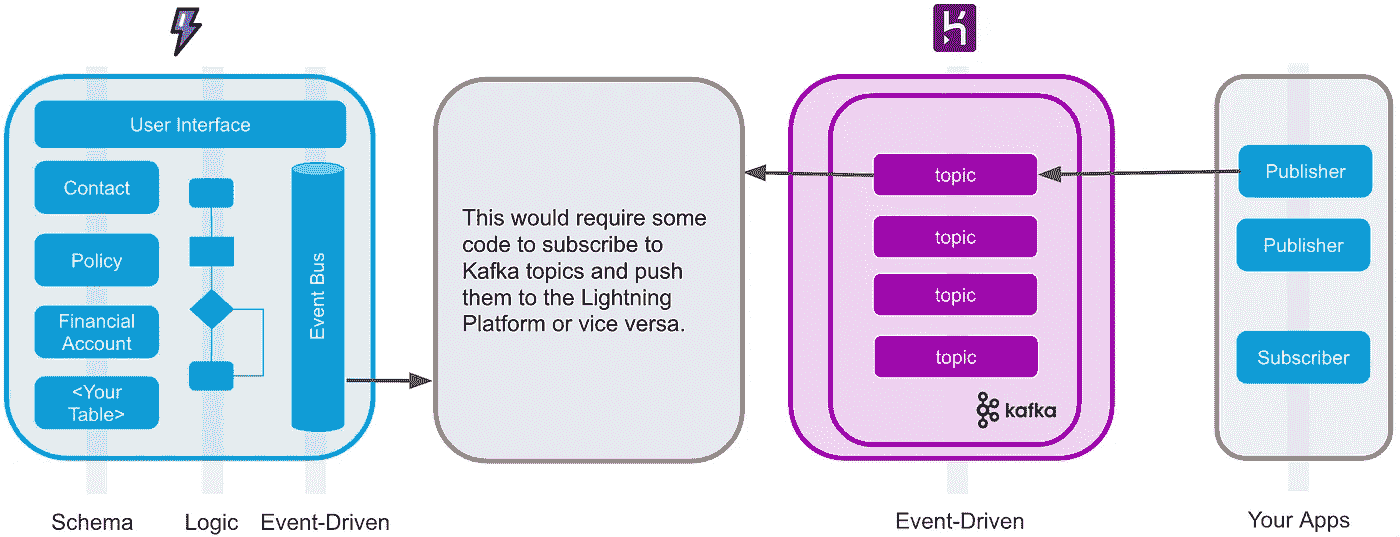 User Interface
Contact
Policy
Financial
Account
<Your
Table>
Event Bus
This would require some
code to subscribe to
Kafka topics and push
them to the Lightning
Platform or vice versa.
topic
topic
topic
topic
kafka
Publisher
Publisher
Subscriber
Schema
Logic
Event-Driven
Event-Driven
Your Apps